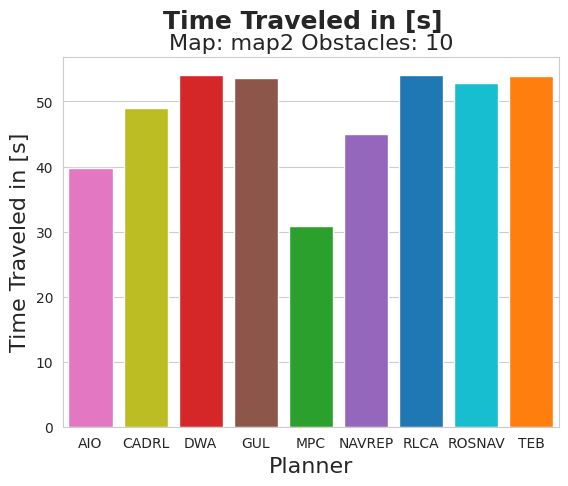 Time Traveled in [s]
Map: map2 Obstacles: 10
Time Traveled in [s]
50
40
30
20
10
0
AIO CADRL DWA GUL MPC NAVREP RLCA ROSNAV TEB
Planner